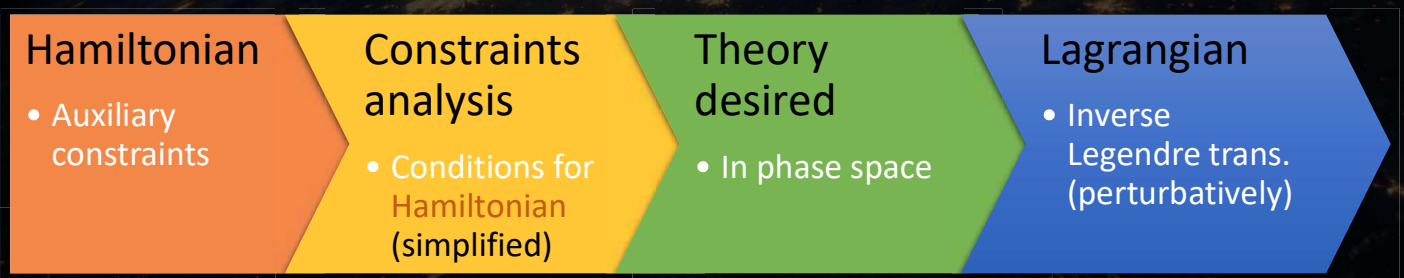 Hamiltonian
• Auxiliary
constraints
Constraints
analysis
• Conditions for
Hamiltonian
(simplified)
Theory
desired
• In phase space
Lagrangian
• Inverse
Legendre trans.
(perturbatively)